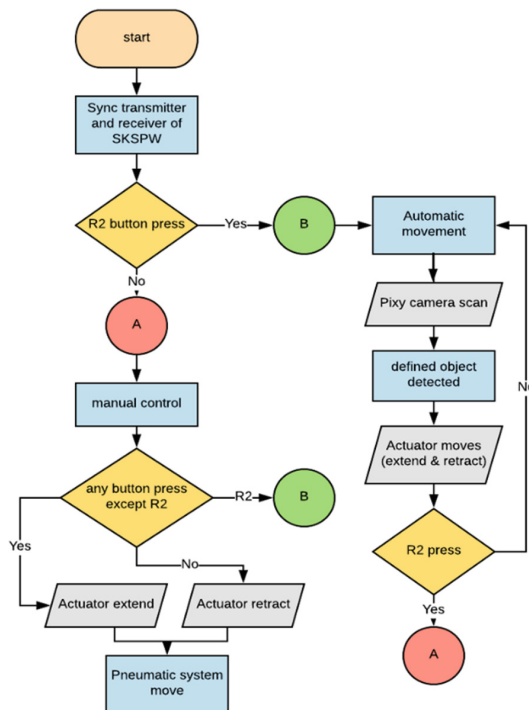 start
Sync transmitter
and receiver of
SKSPW
R2 button press
Yes
B
No
A
manual control
any button press
except R2
R2
B
Yes
No
Actuator extend
Actuator retract
Pneumatic system
move
Automatic
movement
Pixy camera scan
defined object
detected
Actuator moves
(extend & retract)
R2 press
No
Yes
A